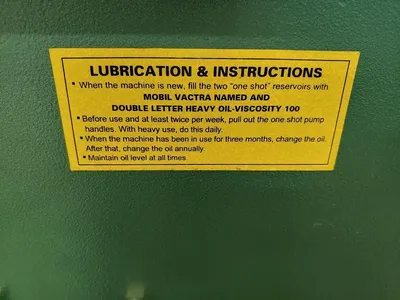 LUBRICATION & INSTRUCTIONS
• When the machine is new, fill the two "one shot" reservoirs with
MOBIL VACTRA NAMED AND
DOUBLE LETTER HEAVY OIL-VISCOSITY 100
• Before use and at least twice per week, pull out the one shot pump
handles. With heavy use, do this daily.
• When the machine has been in use for three months, change the oil.
After that, change the oil annually.
• Maintain oil level at all times.